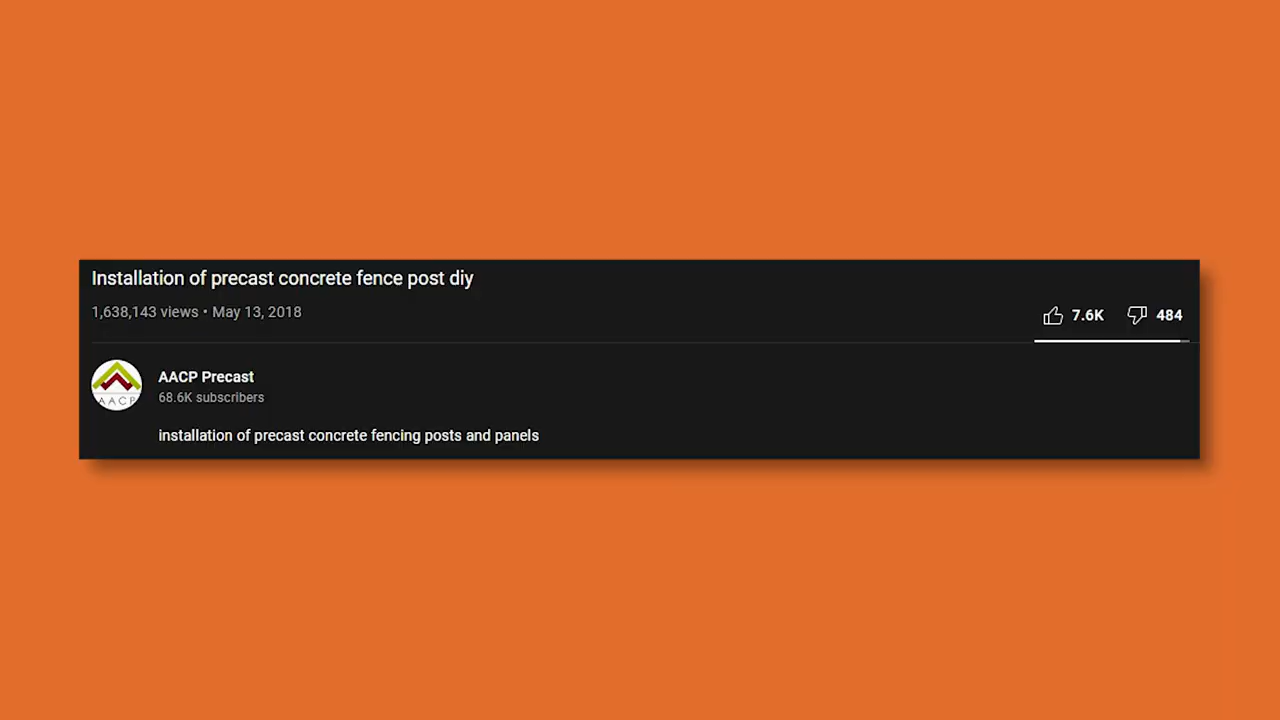 Installation of precast concrete fence post diy
1,638,143 views • May 13, 2018
7.6K 484
AACP Precast
68.6K subscribers
AACP
installation of precast concrete fencing posts and panels